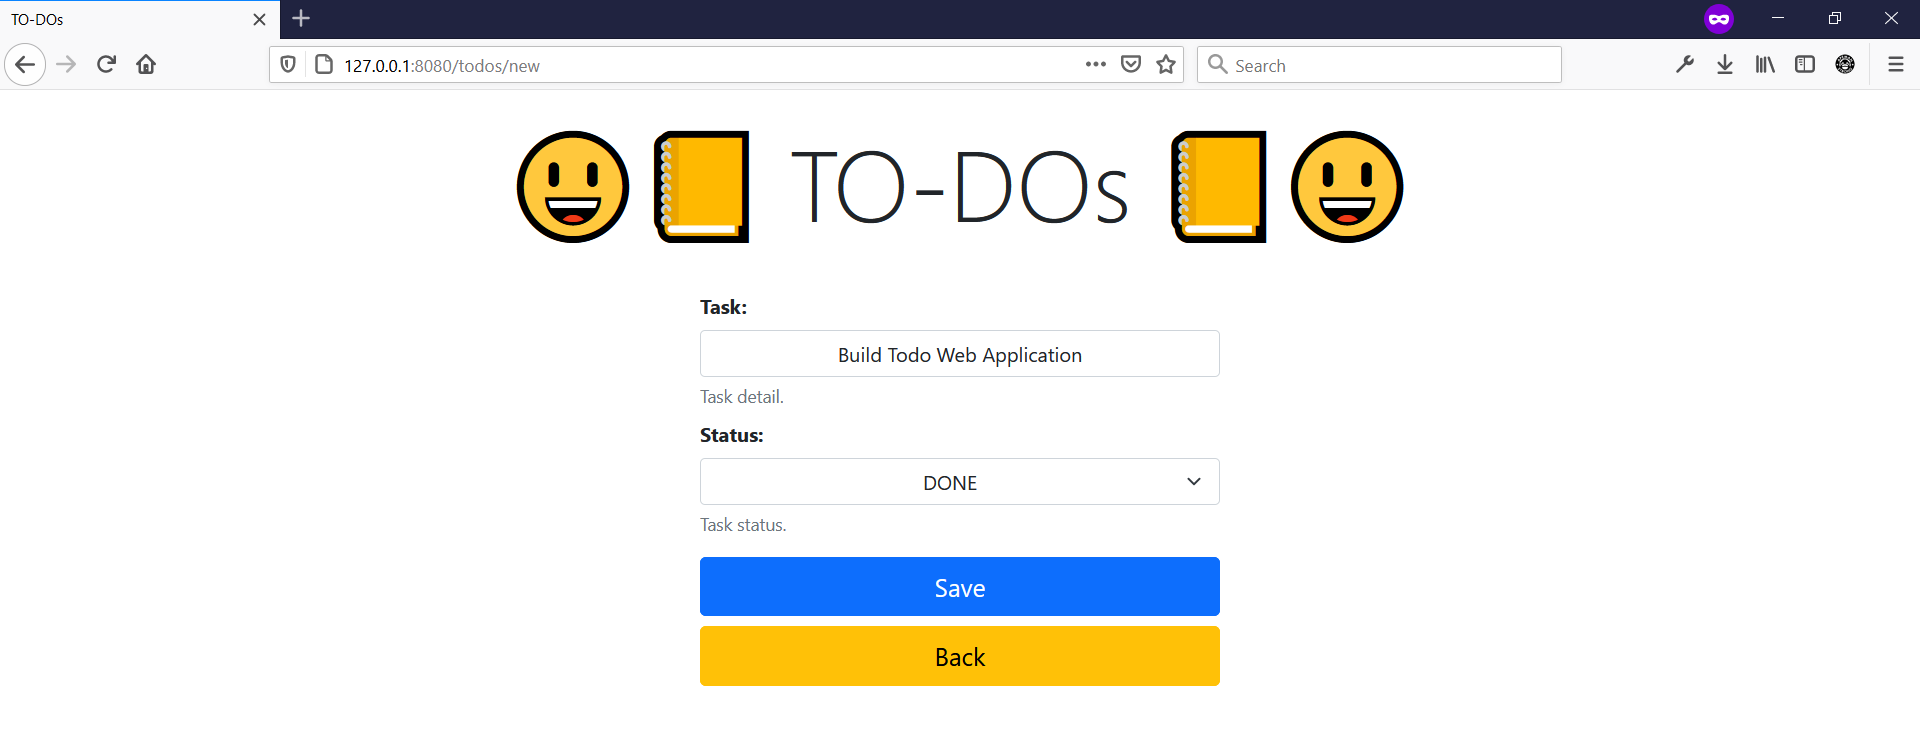 TO-DOs
127.0.0.1:8080/todos/new
Search
TO-DOs
Task:
Build Todo Web Application
Task detail.
Status:
DONE
Task status.
Save
Back